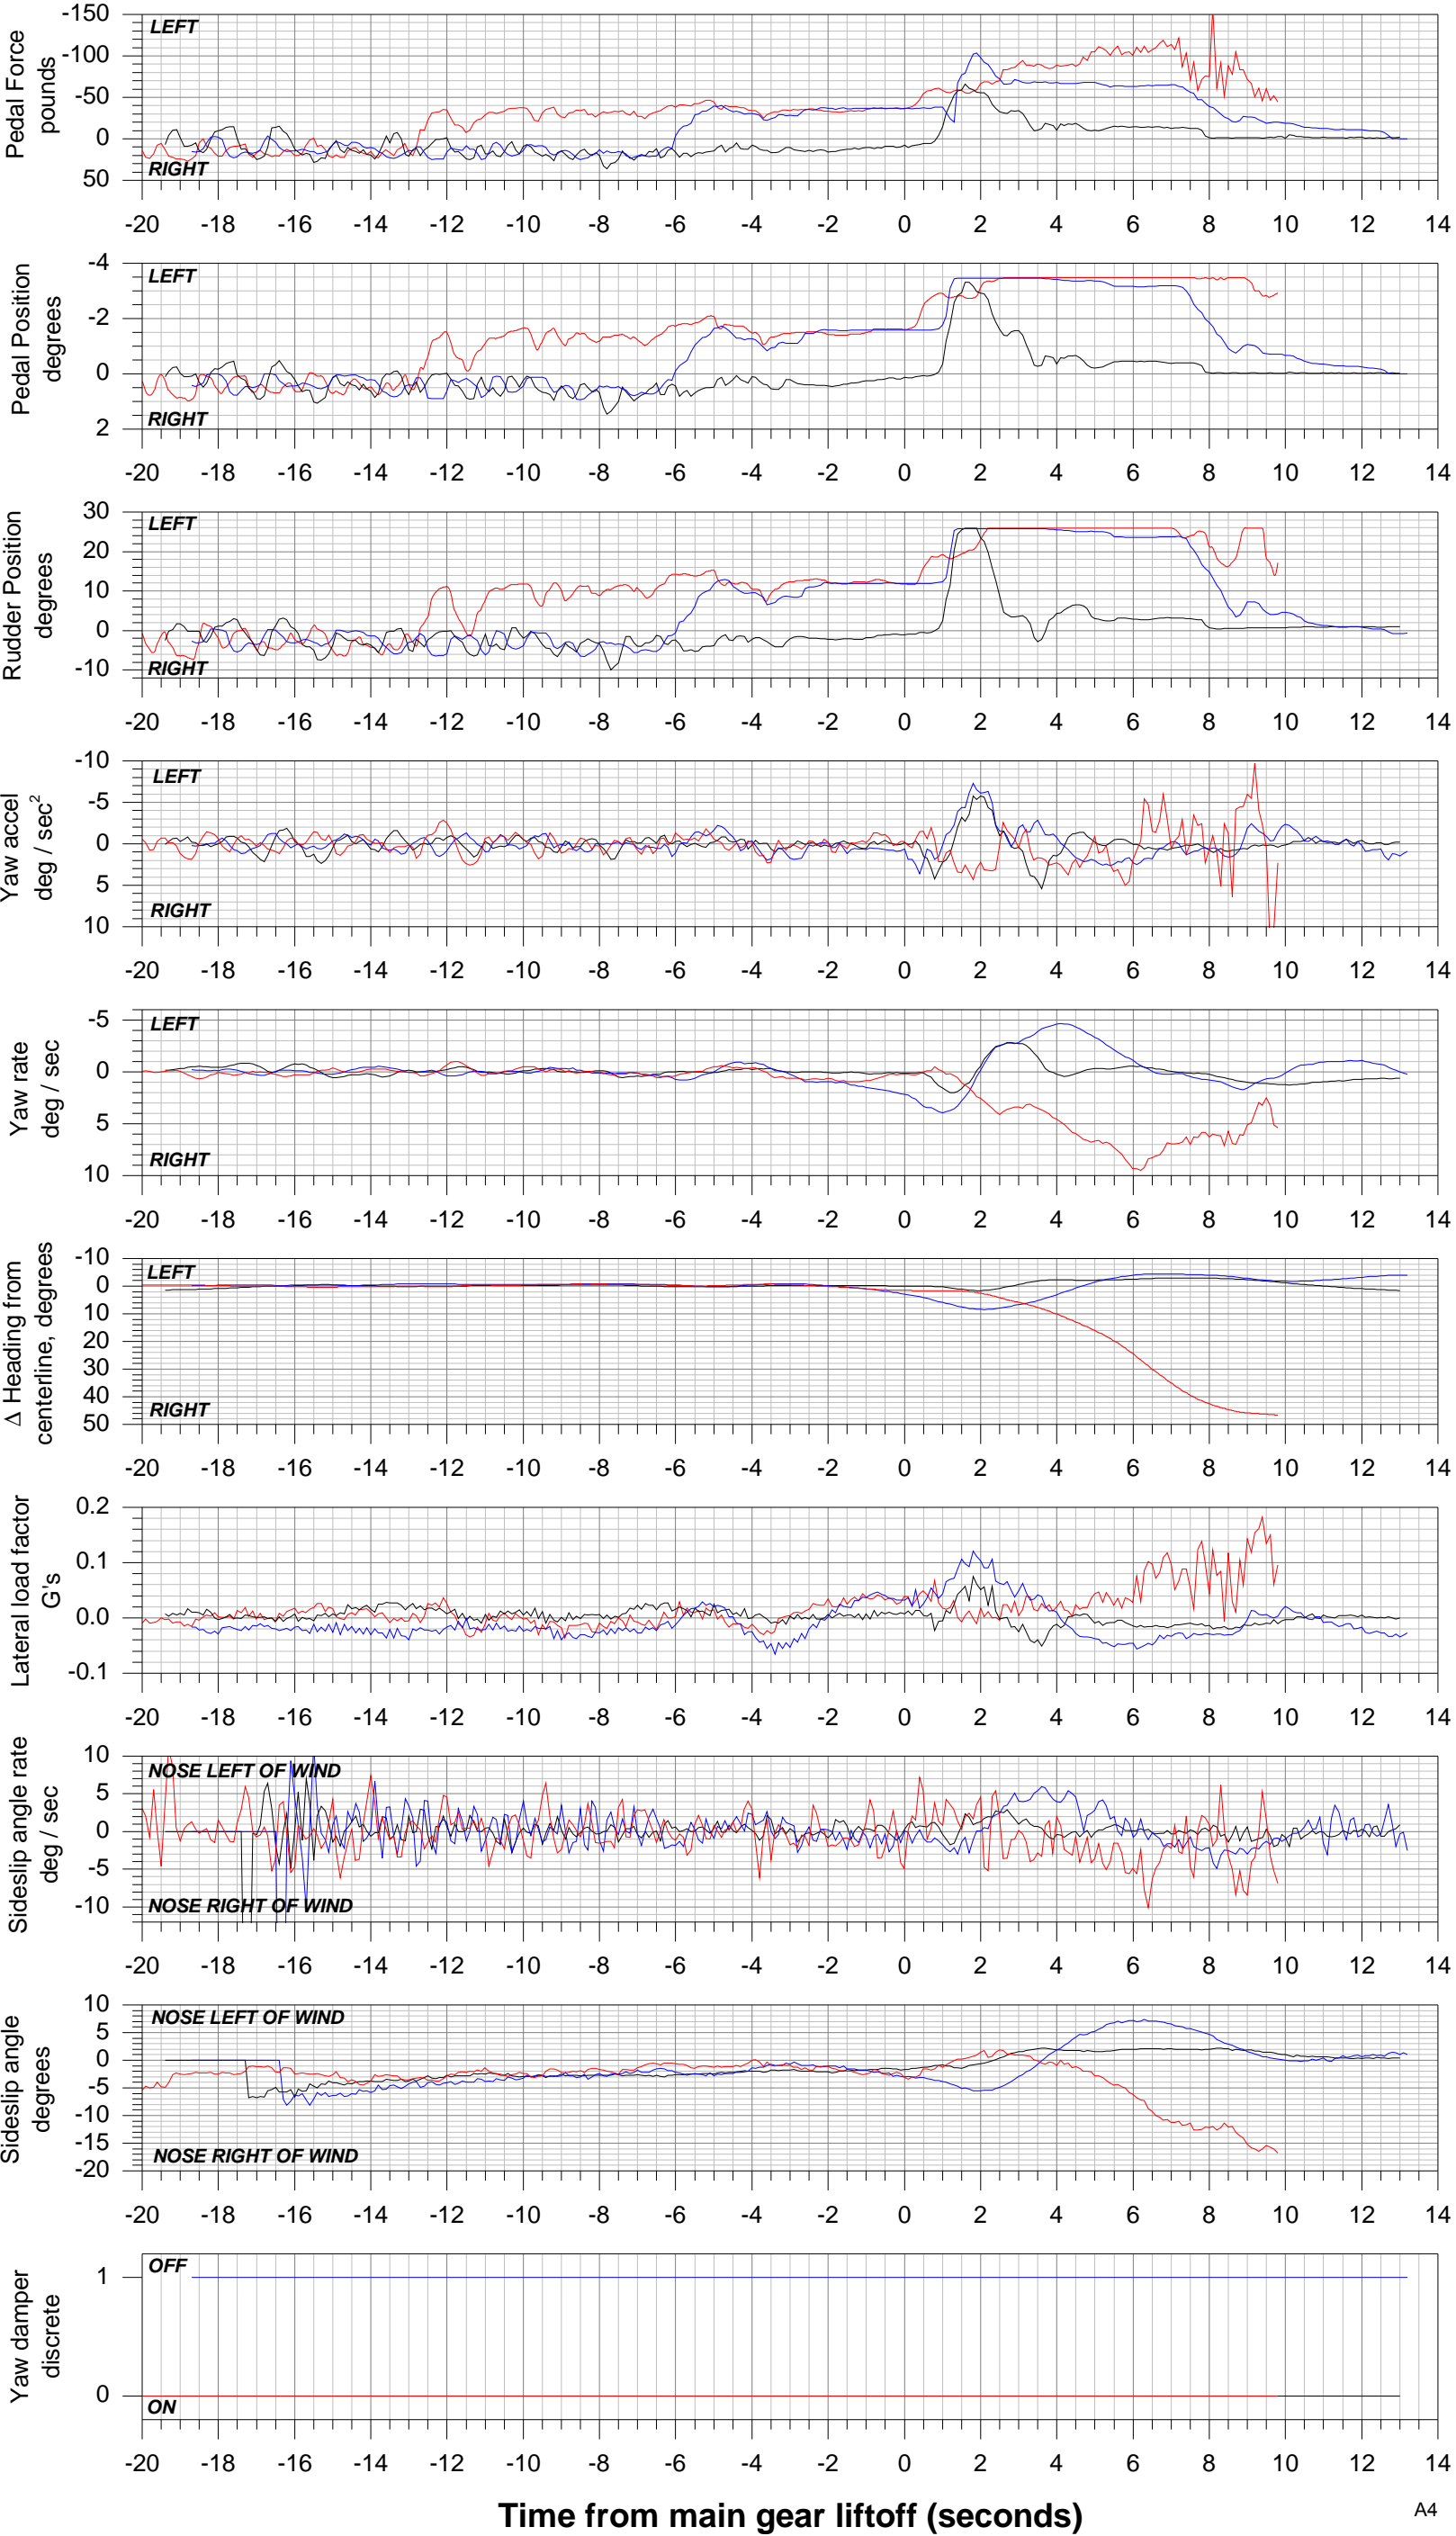 Pedal Force
pounds
-150
-100
-50
0
50
LEFT
RIGHT
-20 -18 -16 -14 -12 -10 -8 -6 -4 -2 0 2 4 6 8 10 12 14
Pedal Position
degrees
-4
-2
0
2
LEFT
RIGHT
-20 -18 -16 -14 -12 -10 -8 -6 -4 -2 0 2 4 6 8 10 12 14
Rudder Position
degrees
30
20
10
0
-10
LEFT
RIGHT
-20 -18 -16 -14 -12 -10 -8 -6 -4 -2 0 2 4 6 8 10 12 14
Yaw accel
deg / sec²
-10
-5
0
5
10
LEFT
RIGHT
-20 -18 -16 -14 -12 -10 -8 -6 -4 -2 0 2 4 6 8 10 12 14
Yaw rate
deg / sec
-5
0
5
10
LEFT
RIGHT
-20 -18 -16 -14 -12 -10 -8 -6 -4 -2 0 2 4 6 8 10 12 14
Δ Heading from
centerline, degrees
-10
0
10
20
30
40
50
LEFT
RIGHT
-20 -18 -16 -14 -12 -10 -8 -6 -4 -2 0 2 4 6 8 10 12 14
Lateral load factor
G's
0.2
0.1
0.0
-0.1
-20 -18 -16 -14 -12 -10 -8 -6 -4 -2 0 2 4 6 8 10 12 14
Sideslip angle rate
deg / sec
10
5
0
-5
-10
NOSE LEFT OF WIND
NOSE RIGHT OF WIND
-20 -18 -16 -14 -12 -10 -8 -6 -4 -2 0 2 4 6 8 10 12 14
Sideslip angle
degrees
10
5
0
-5
-10
-15
-20
NOSE LEFT OF WIND
NOSE RIGHT OF WIND
-20 -18 -16 -14 -12 -10 -8 -6 -4 -2 0 2 4 6 8 10 12 14
Yaw damper
discrete
1
0
OFF
ON
-20 -18 -16 -14 -12 -10 -8 -6 -4 -2 0 2 4 6 8 10 12 14
Time from main gear liftoff (seconds)
A4